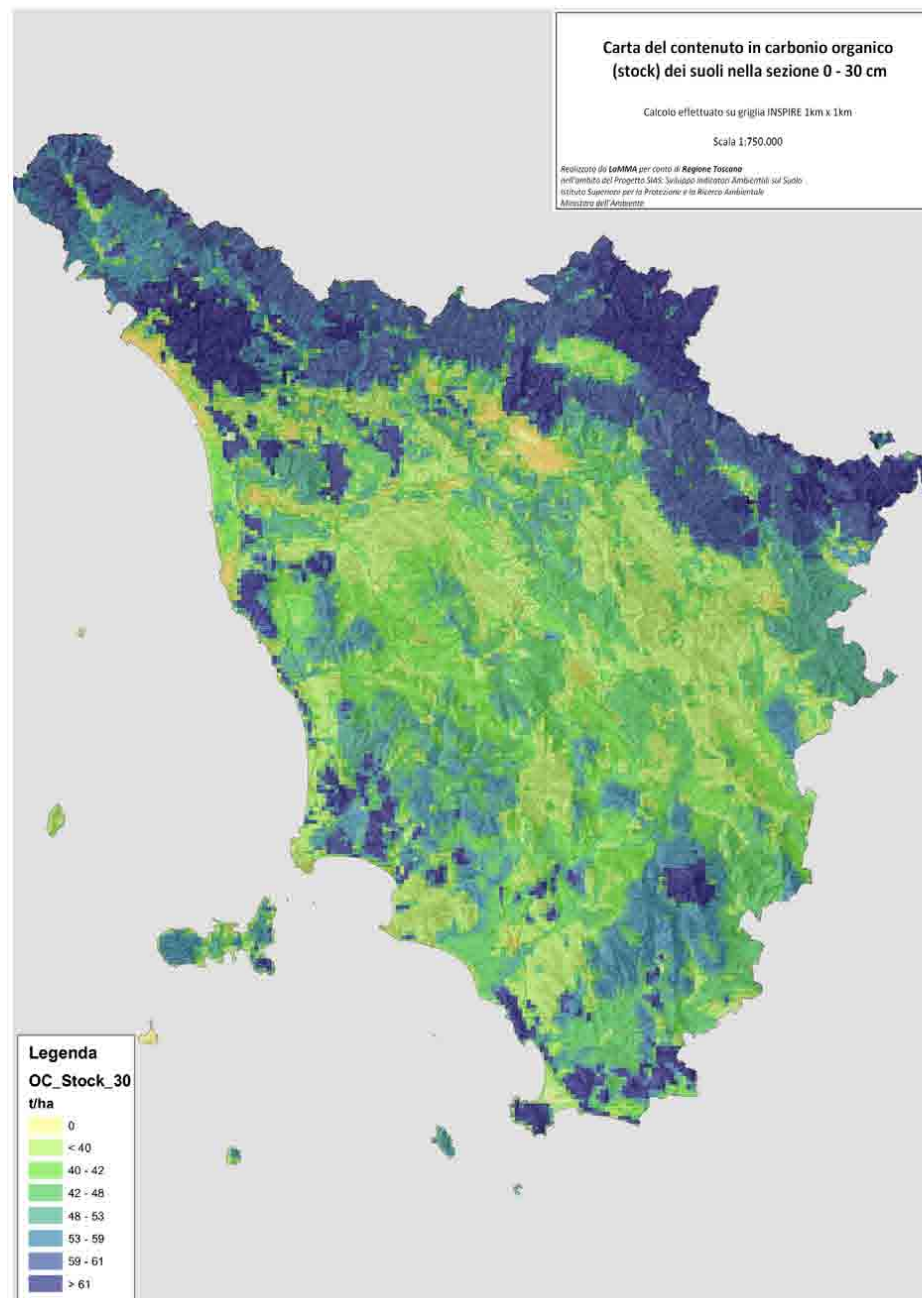 Carta del contenuto in carbonio organico
(stock) dei suoli nella sezione 0 - 30 cm
Calcolo effettuato su griglia INSPIRE 1km x 1km
Scala 1:750.000
Realizzato da LaMMA per conto di Regione Toscana
nell'ambito del Progetto SIAS: Sviluppo Indicatori Ambientali sul Suolo
Istituto Superiore per la Protezione e la Ricerca Ambientale
Ministero dell'Ambiente
Legenda
OC_Stock_30
t/ha
0
< 40
40 - 42
42 - 48
48 - 53
53 - 59
59 - 61
> 61